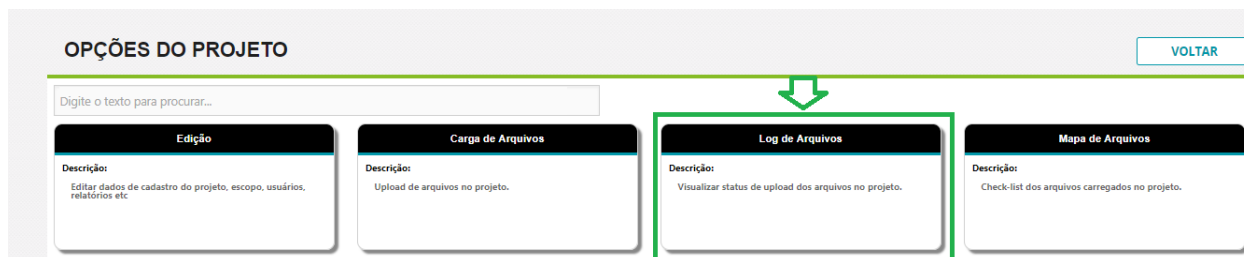 OPÇÕES DO PROJETO
VOLTAR
Digite o texto para procurar...
Edição
Descrição:
Editar dados de cadastro do projeto, escopo, usuários,
relatórios etc
Carga de Arquivos
Descrição:
Upload de arquivos no projeto.
Log de Arquivos
Descrição:
Visualizar status de upload dos arquivos no projeto.
Mapa de Arquivos
Descrição:
Check-list dos arquivos carregados no projeto.